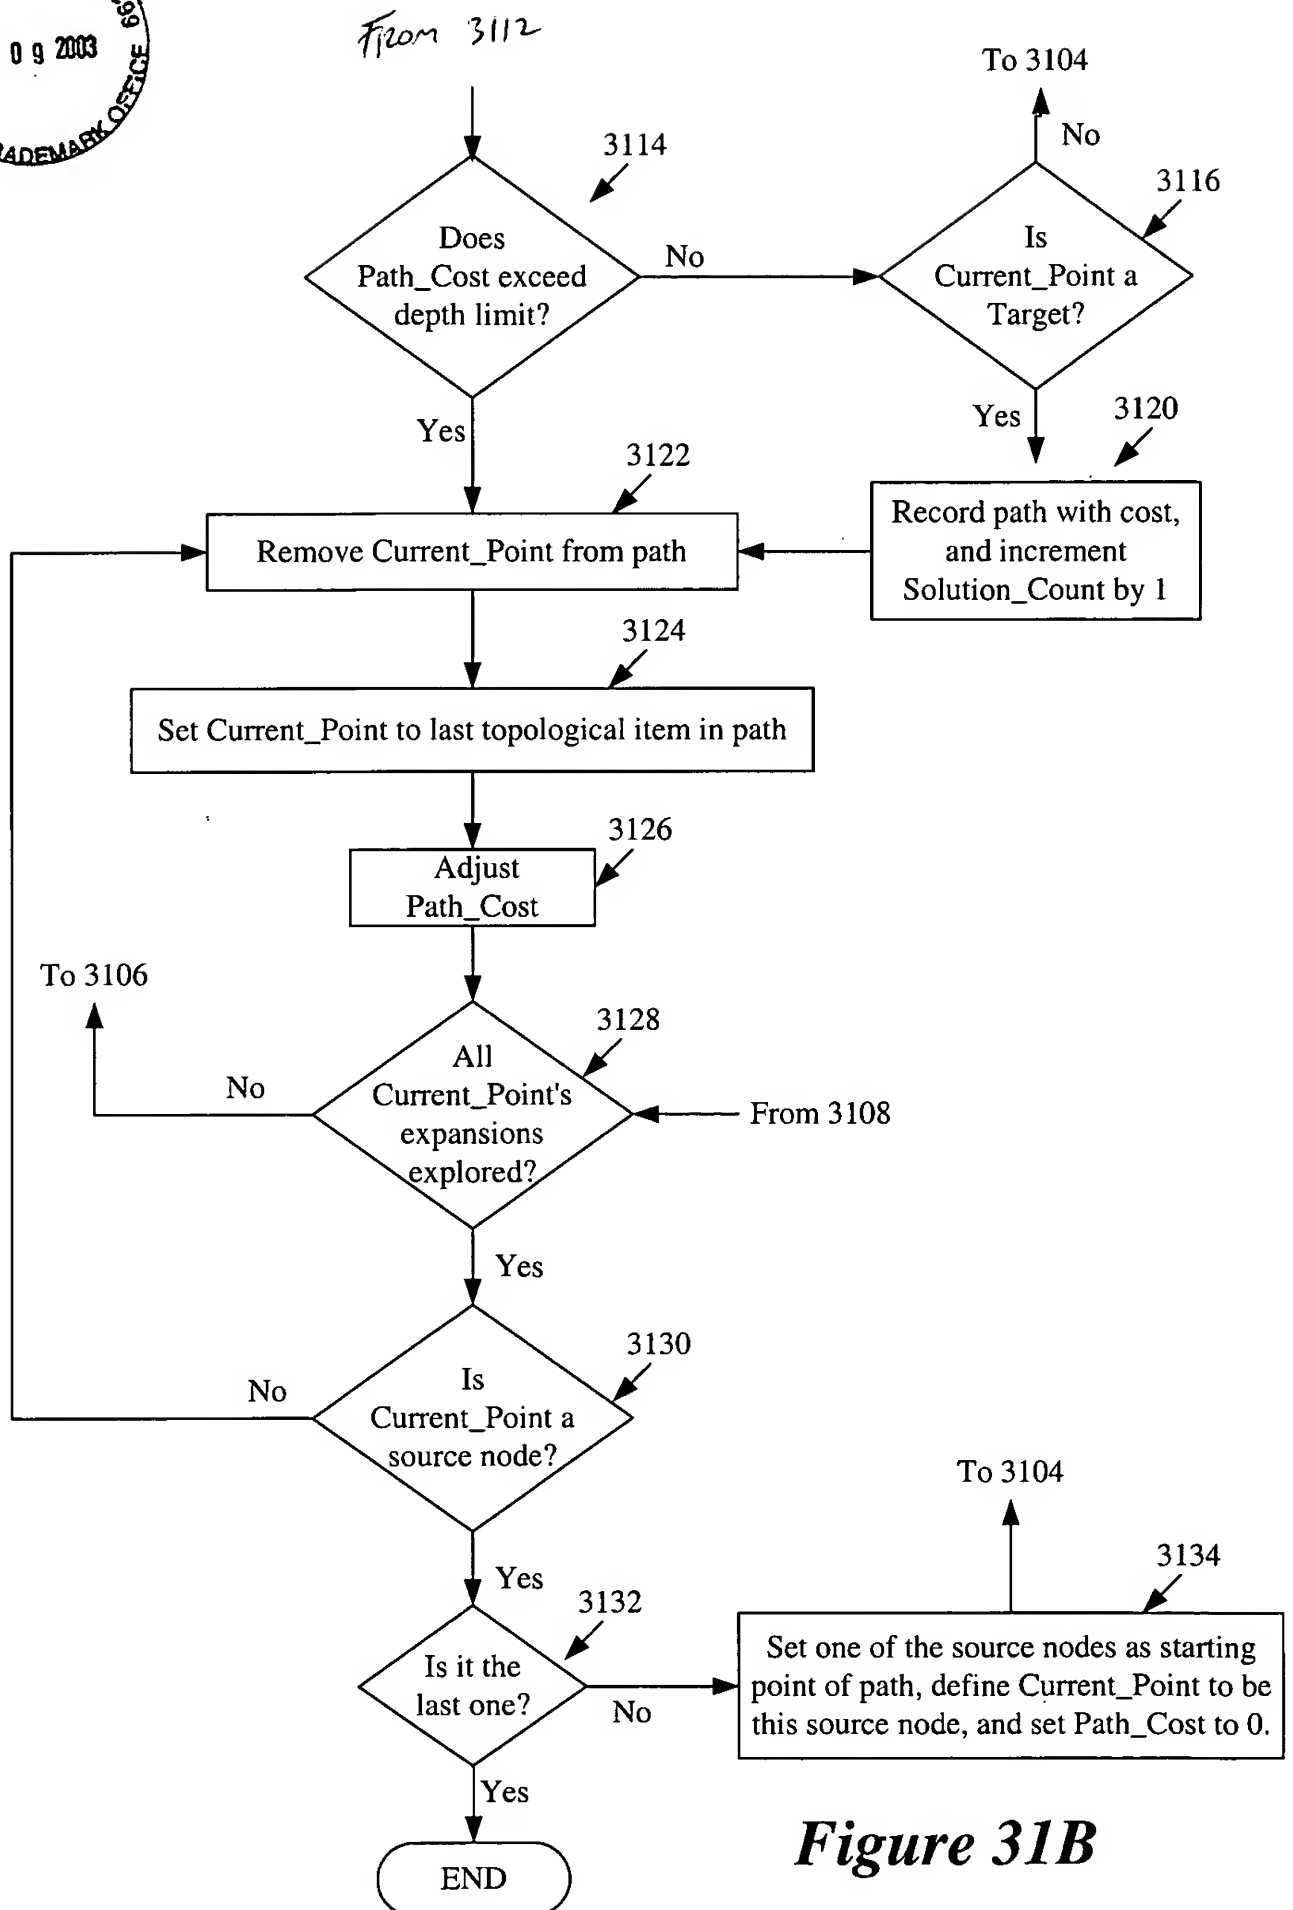 09 2003
TRADEMARK OFFICE
From 3112
To 3104
No
3114
3116
Does
Path_Cost exceed
depth limit?
No
Is
Current_Point a
Target?
Yes
Yes
3120
3122
Remove Current_Point from path
Record path with cost,
and increment
Solution_Count by 1
3124
Set Current_Point to last topological item in path
3126
Adjust
Path_Cost
To 3106
3128
All
Current_Point's
expansions
explored?
No
From 3108
Yes
3130
Is
Current_Point a
source node?
No
To 3104
Yes
3132
3134
Is it the
last one?
No
Set one of the source nodes as starting
point of path, define Current_Point to be
this source node, and set Path_Cost to 0.
Yes
END
Figure 31B